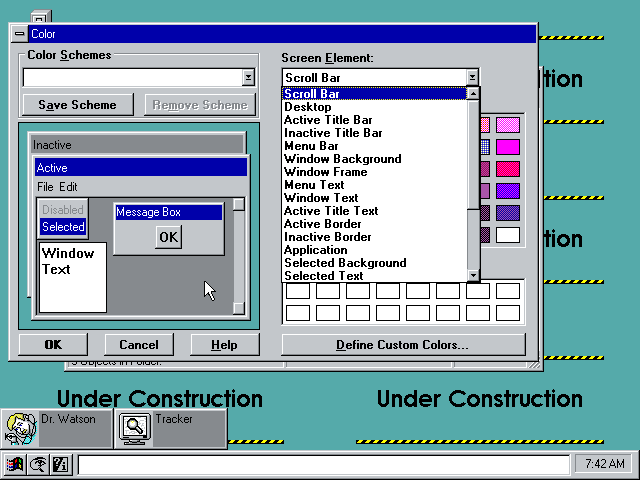 Color
Color Schemes
Save Scheme
Remove Scheme
Inactive
Active
File Edit
Disabled
Selected
Message Box
OK
Window
Text
OK
Cancel
Help
Screen Element:
Scroll Bar
Scroll Bar
Desktop
Active Title Bar
Inactive Title Bar
Menu Bar
Window Background
Window Frame
Menu Text
Window Text
Active Title Text
Active Border
Inactive Border
Application
Selected Background
Selected Text
Define Custom Colors...
ction
ction
Objects in Folder.
Under Construction
Under Construction
Dr. Watson
Tracker
7:42 AM